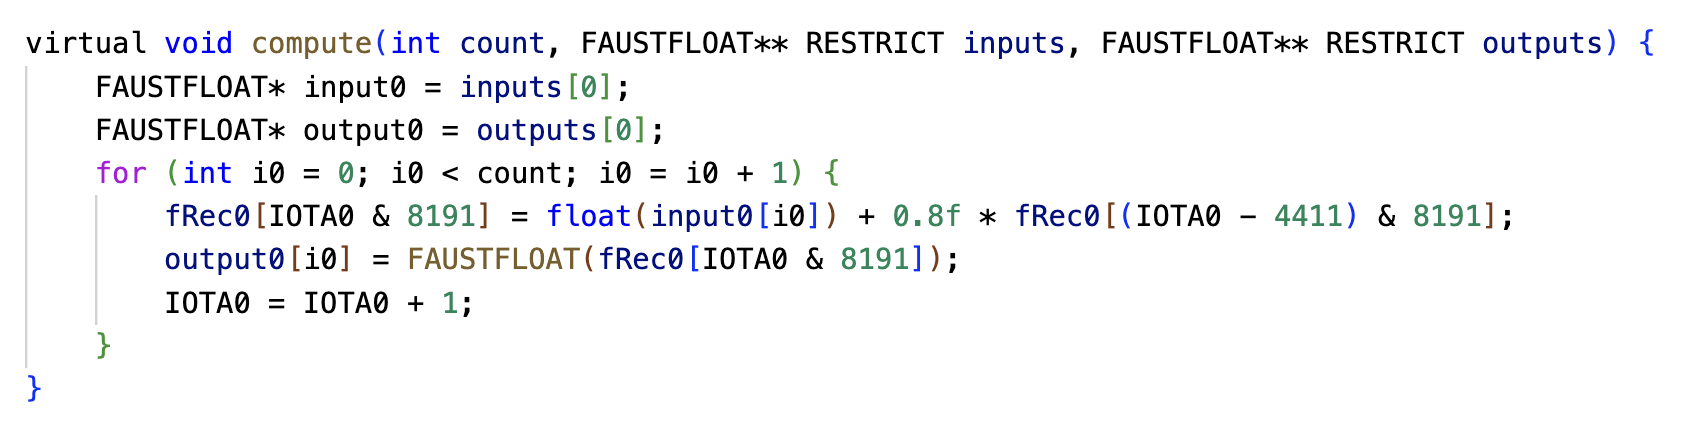 virtual void compute(int count, FAUSTFLOAT** RESTRICT inputs, FAUSTFLOAT** RESTRICT outputs) {
    FAUSTFLOAT* input0 = inputs[0];
    FAUSTFLOAT* output0 = outputs[0];
    for (int i0 = 0; i0 < count; i0 = i0 + 1) {
        fRec0[IOTA0 & 8191] = float(input0[i0]) + 0.8f * fRec0[(IOTA0 - 4411) & 8191];
        output0[i0] = FAUSTFLOAT(fRec0[IOTA0 & 8191]);
        IOTA0 = IOTA0 + 1;
    }
}